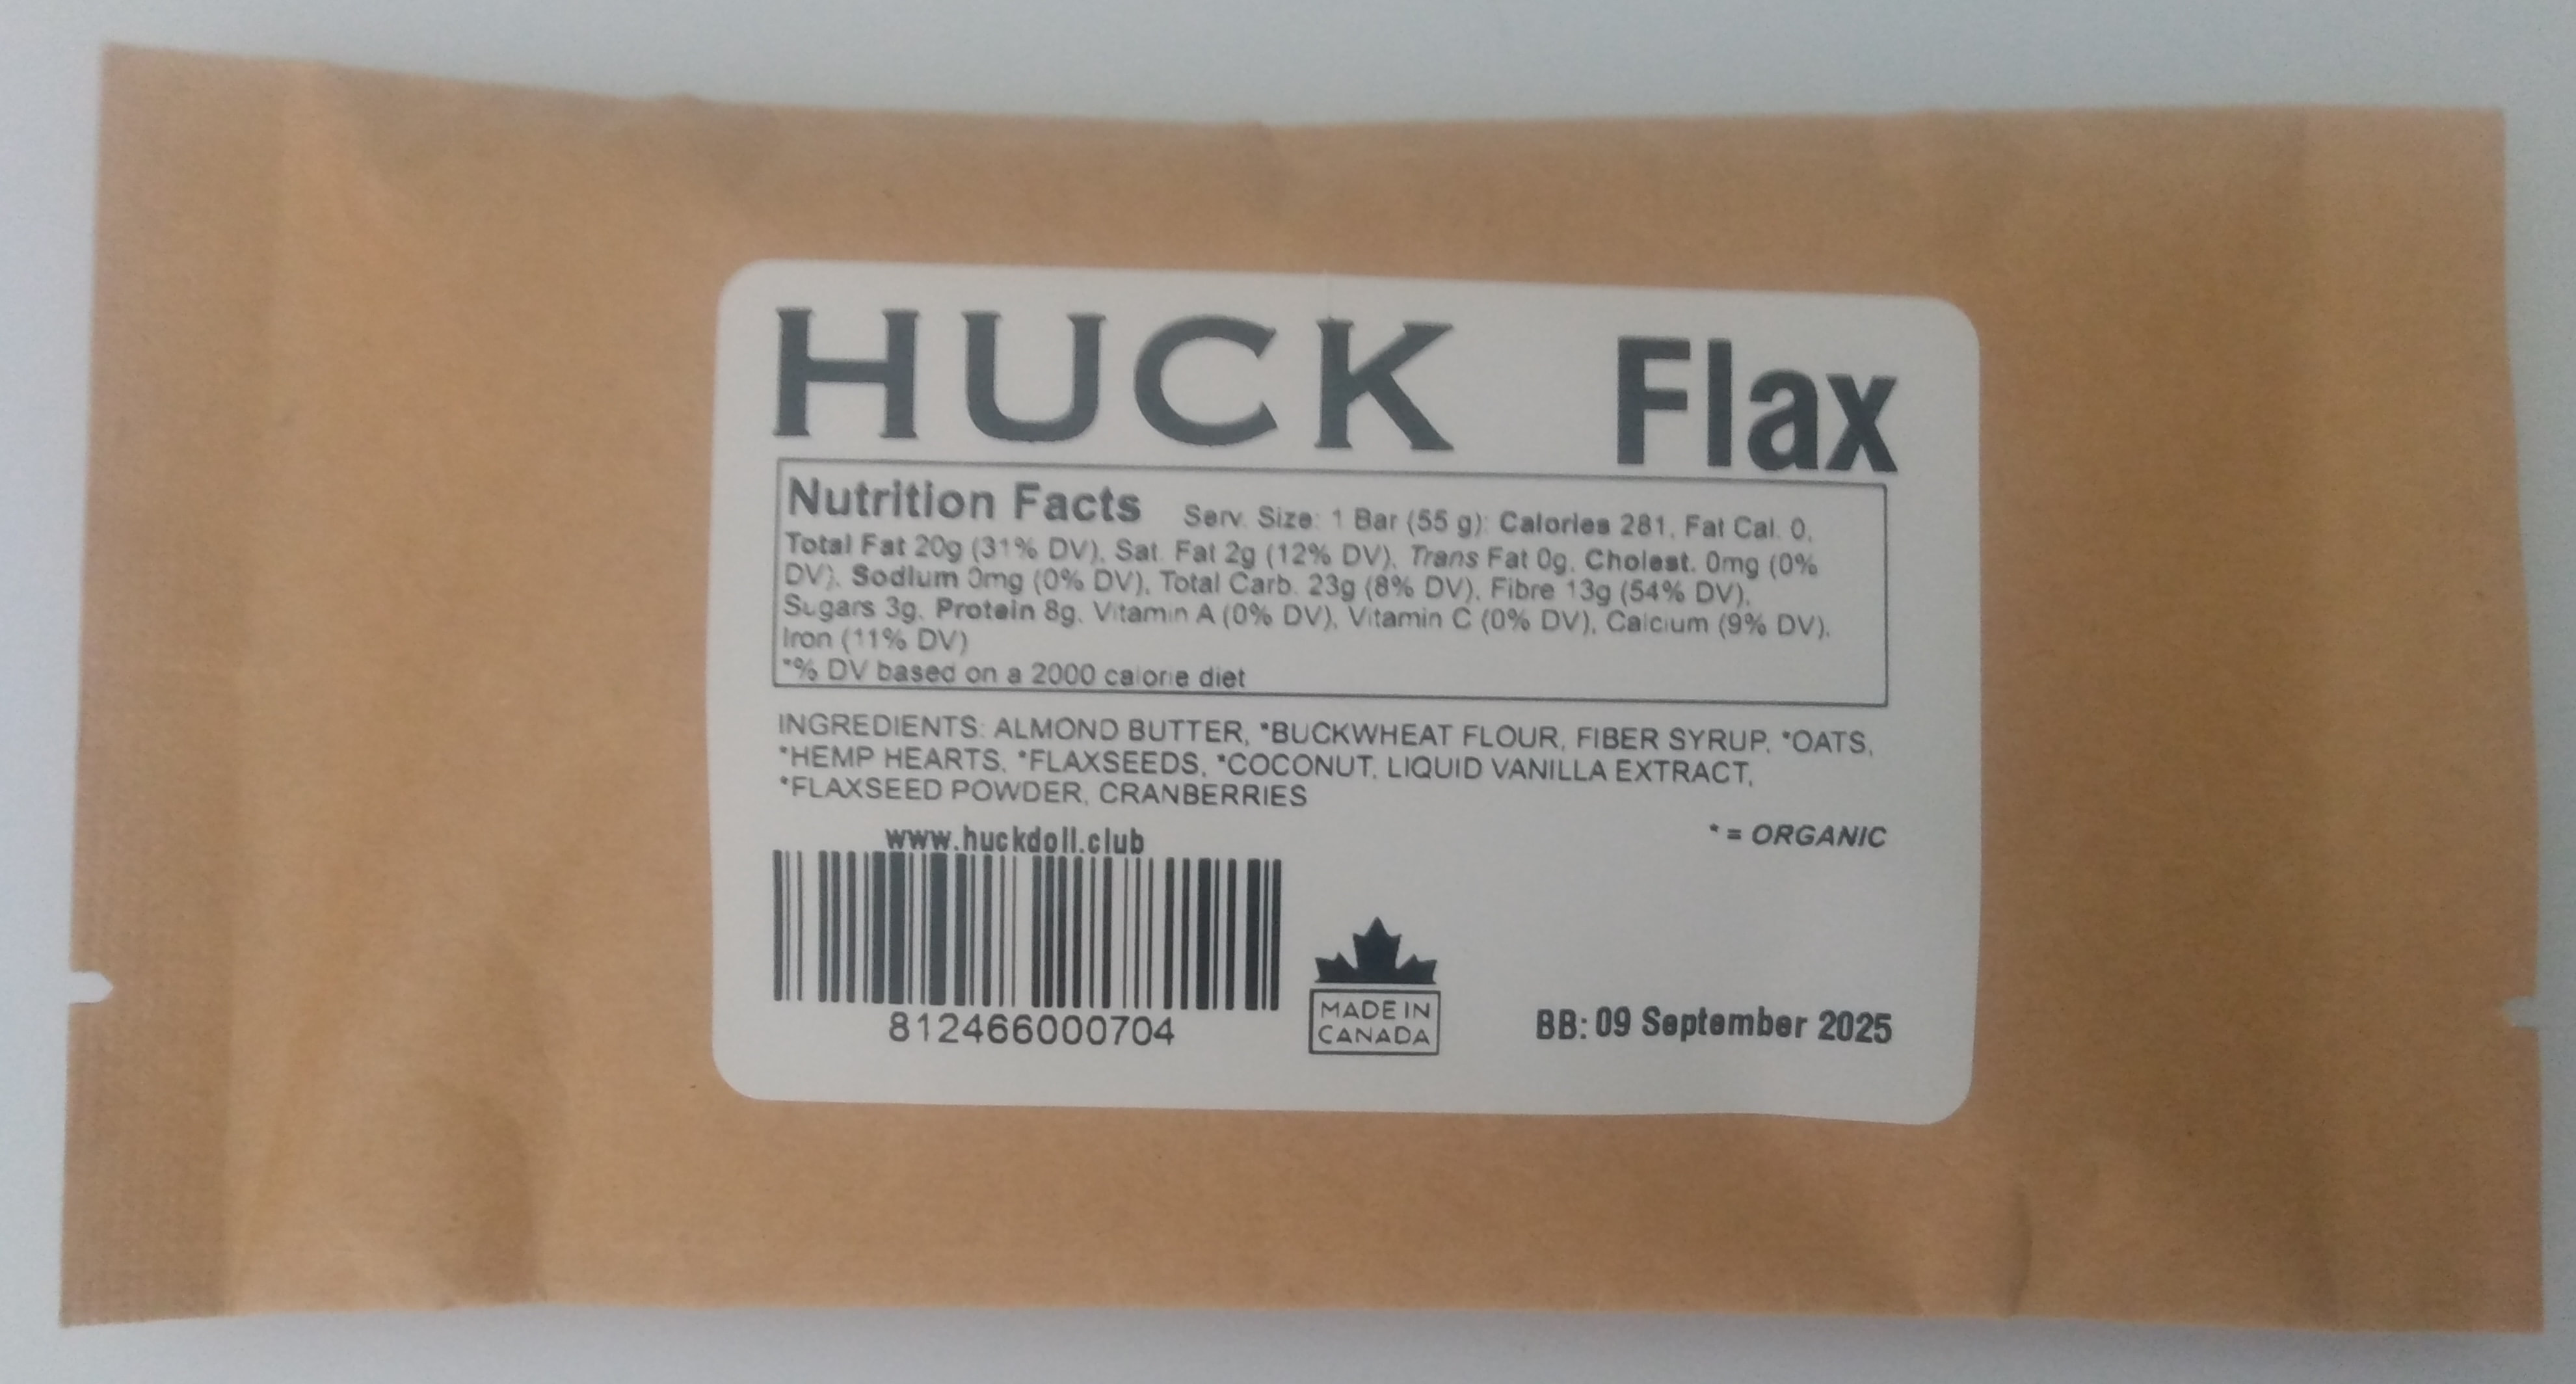 HUCK Flax
Nutrition Facts Serv. Size: 1 Bar (55 g): Calories 281, Fat Cal. 0,
Total Fat 20g (31% DV), Sat. Fat 2g (12% DV), Trans Fat 0g, Cholest. 0mg (0%
DV), Sodium 0mg (0% DV), Total Carb. 23g (8% DV), Fibre 13g (54% DV),
Sugars 3g, Protein 8g, Vitamin A (0% DV), Vitamin C (0% DV), Calcium (9% DV),
Iron (11% DV)
*% DV based on a 2000 calorie diet
INGREDIENTS: ALMOND BUTTER, *BUCKWHEAT FLOUR, FIBER SYRUP, *OATS,
*HEMP HEARTS, *FLAXSEEDS, *COCONUT, LIQUID VANILLA EXTRACT,
*FLAXSEED POWDER, CRANBERRIES
www.huckdoll.club
* = ORGANIC
812466000704
MADE IN
CANADA
BB: 09 September 2025